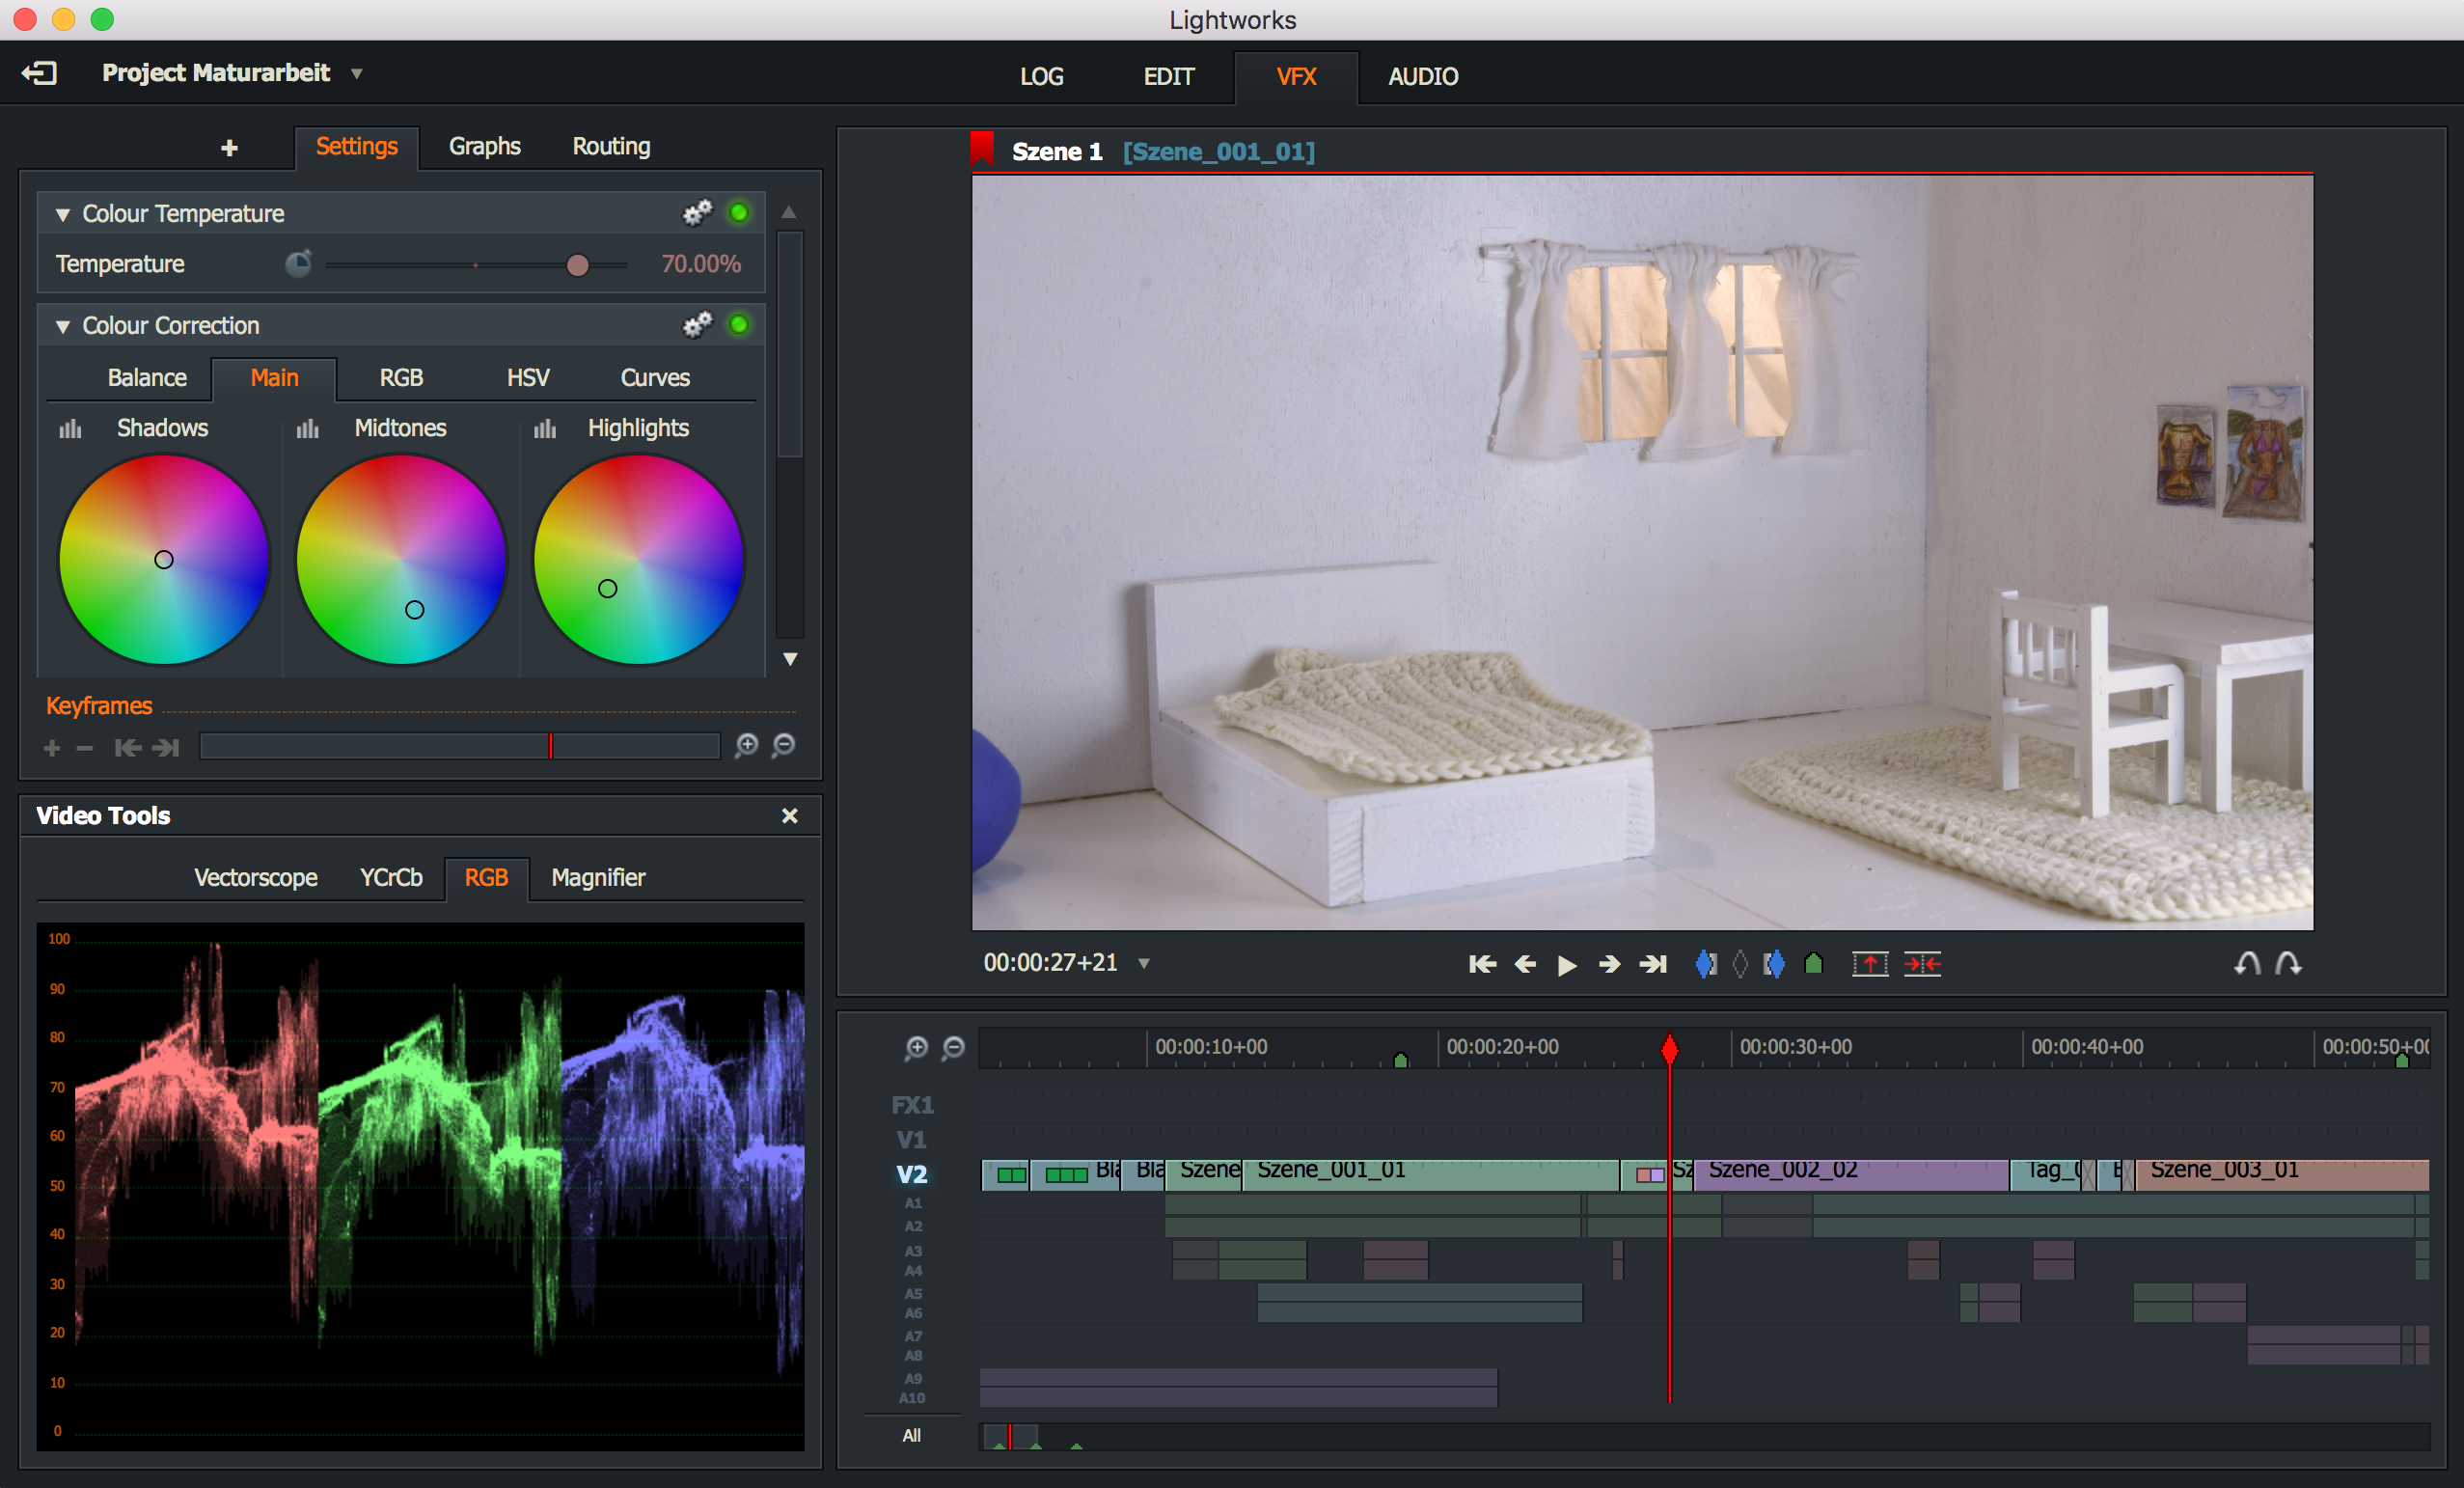 Lightworks
Project Maturarbeit
LOG EDIT VFX AUDIO
+ Settings Graphs Routing
Colour Temperature
Temperature 70.00%
Colour Correction
Balance Main RGB HSV Curves
Shadows Midtones Highlights
Keyframes
Video Tools
Vectorscope YCrCb RGB Magnifier
100
90
80
70
60
50
40
30
20
10
0
Szene 1 [Szene_001_01]
00:00:27+21
00:00:10+00 00:00:20+00 00:00:30+00 00:00:40+00 00:00:50+00
FX1
V1
V2 Bla Bla Szene Szene_001_01 Sz Szene_002_02 Tag_ Szene_003_01
A1
A2
A3
A4
A5
A6
A7
A8
A9
A10
All